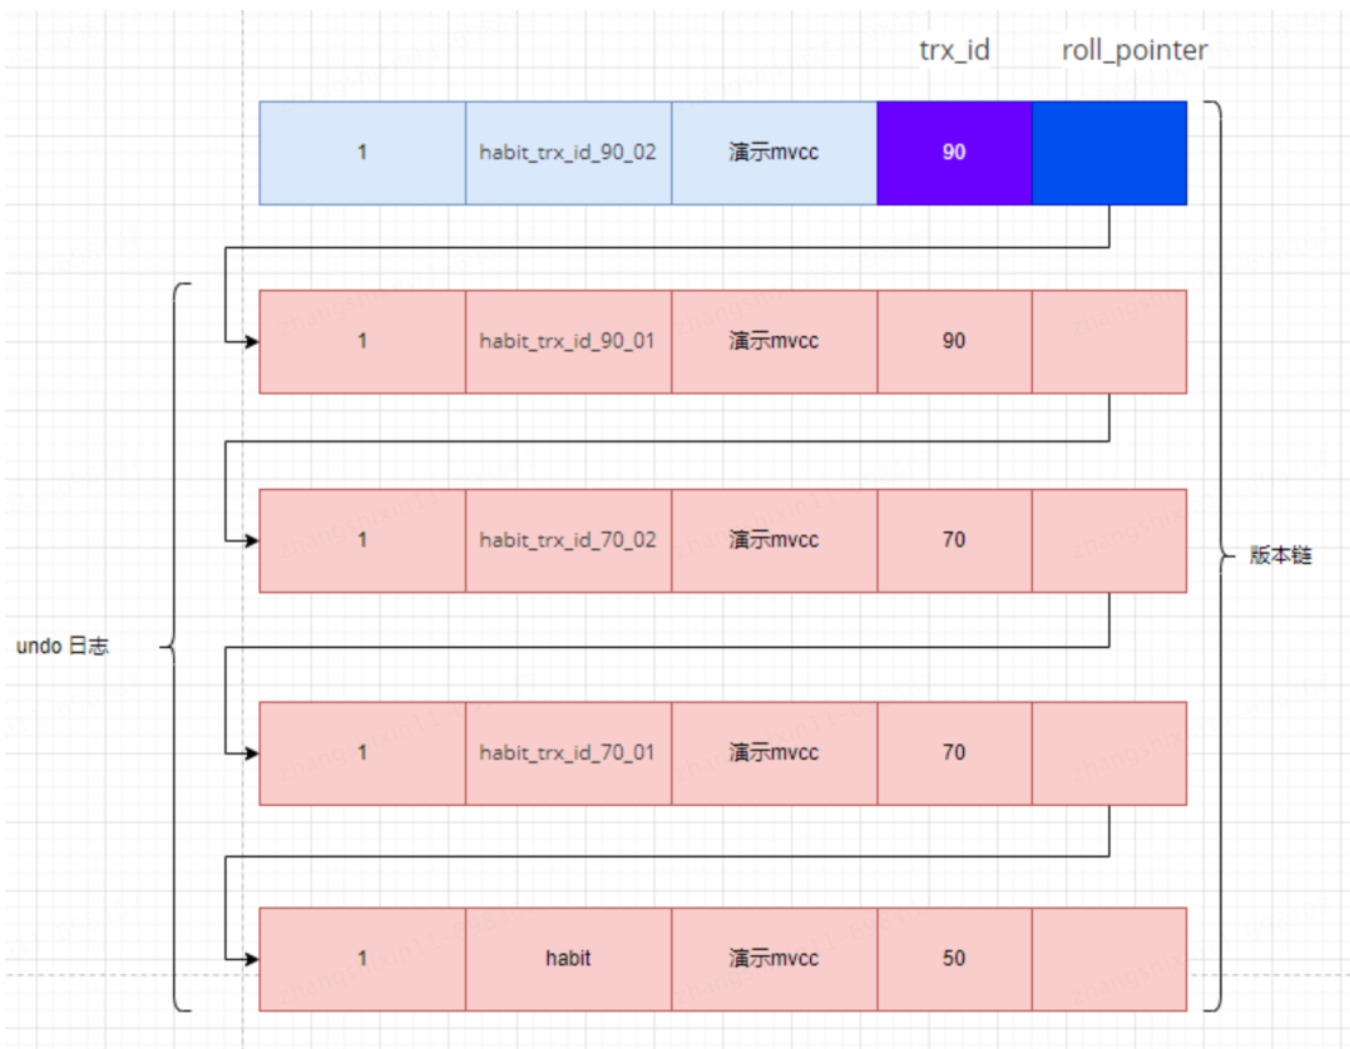 trx_id roll_pointer
1 habit_trx_id_90_02 演示mvcc 90
1 habit_trx_id_90_01 演示mvcc 90
1 habit_trx_id_70_02 演示mvcc 70
版本链
undo 日志
1 habit_trx_id_70_01 演示mvcc 70
1 habit 演示mvcc 50